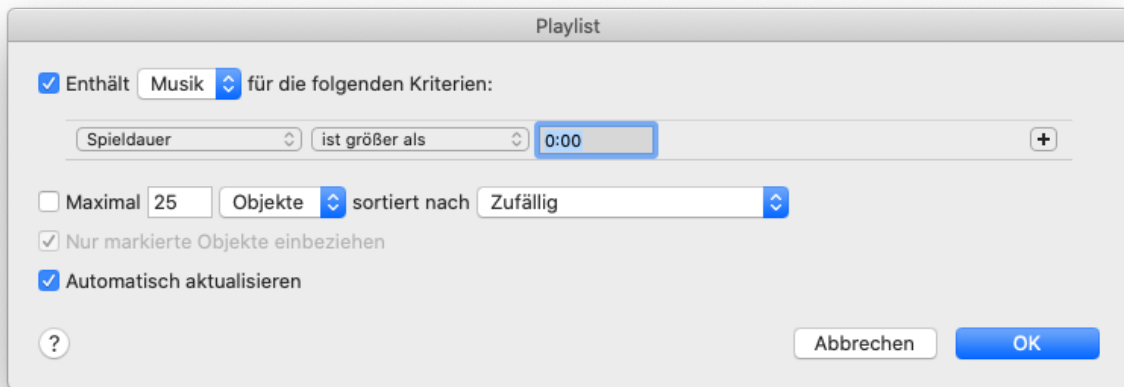 Playlist
Enthält Musik für die folgenden Kriterien:
Spieldauer ist größer als 0:00 +
Maximal 25 Objekte sortiert nach Zufällig
Nur markierte Objekte einbeziehen
Automatisch aktualisieren
? Abbrechen OK